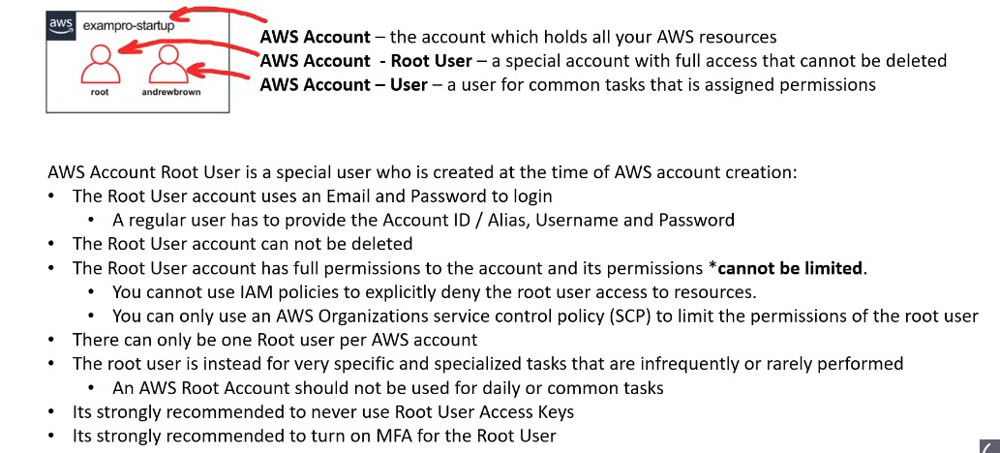 aws
exampro-startup
root
andrewbrown
AWS Account – the account which holds all your AWS resources
AWS Account - Root User – a special account with full access that cannot be deleted
AWS Account – User – a user for common tasks that is assigned permissions
AWS Account Root User is a special user who is created at the time of AWS account creation:
• The Root User account uses an Email and Password to login
• A regular user has to provide the Account ID / Alias, Username and Password
• The Root User account can not be deleted
• The Root User account has full permissions to the account and its permissions *cannot be limited.
• You cannot use IAM policies to explicitly deny the root user access to resources.
• You can only use an AWS Organizations service control policy (SCP) to limit the permissions of the root user
• There can only be one Root user per AWS account
• The root user is instead for very specific and specialized tasks that are infrequently or rarely performed
• An AWS Root Account should not be used for daily or common tasks
• Its strongly recommended to never use Root User Access Keys
• Its strongly recommended to turn on MFA for the Root User